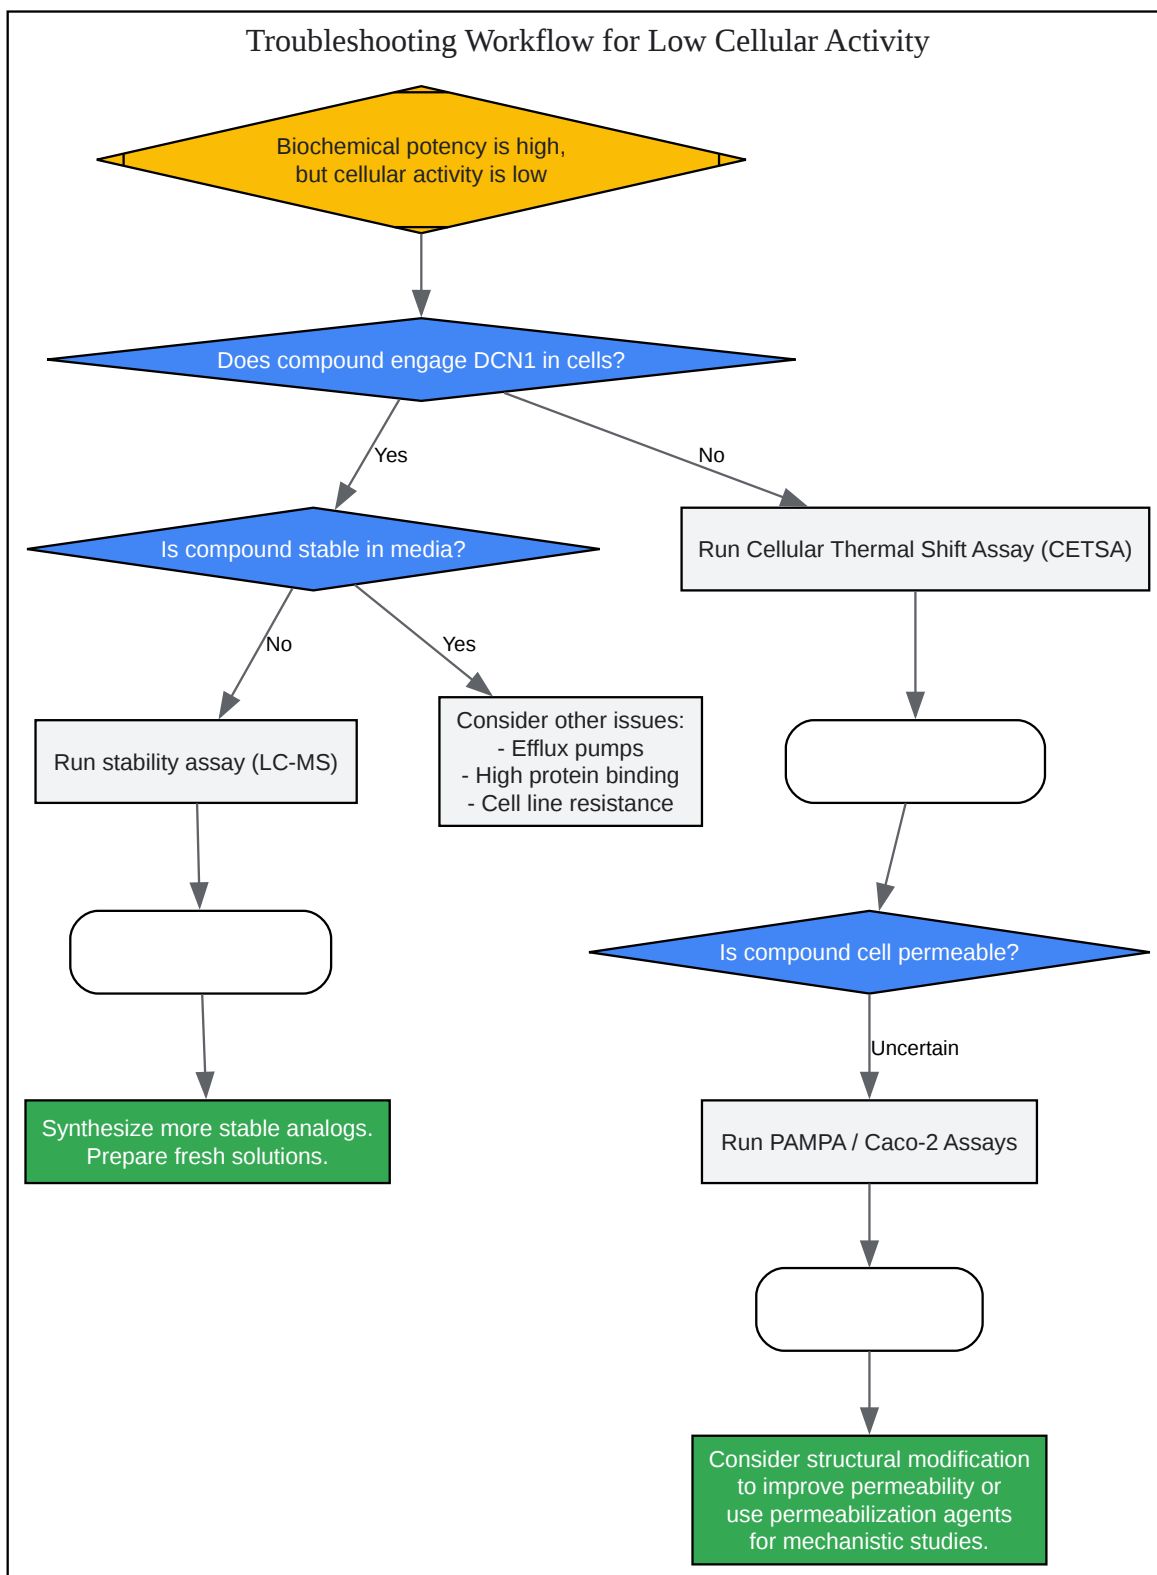 Troubleshooting Workflow for Low Cellular Activity
Biochemical potency is high,
but cellular activity is low
Does compound engage DCN1 in cells?
Yes
No
Is compound stable in media?
Run Cellular Thermal Shift Assay (CETSA)
No
Yes
Run stability assay (LC-MS)
Consider other issues:
- Efflux pumps
- High protein binding
- Cell line resistance
Is compound cell permeable?
Uncertain
Synthesize more stable analogs.
Prepare fresh solutions.
Run PAMPA / Caco-2 Assays
Consider structural modification
to improve permeability or
use permeabilization agents
for mechanistic studies.